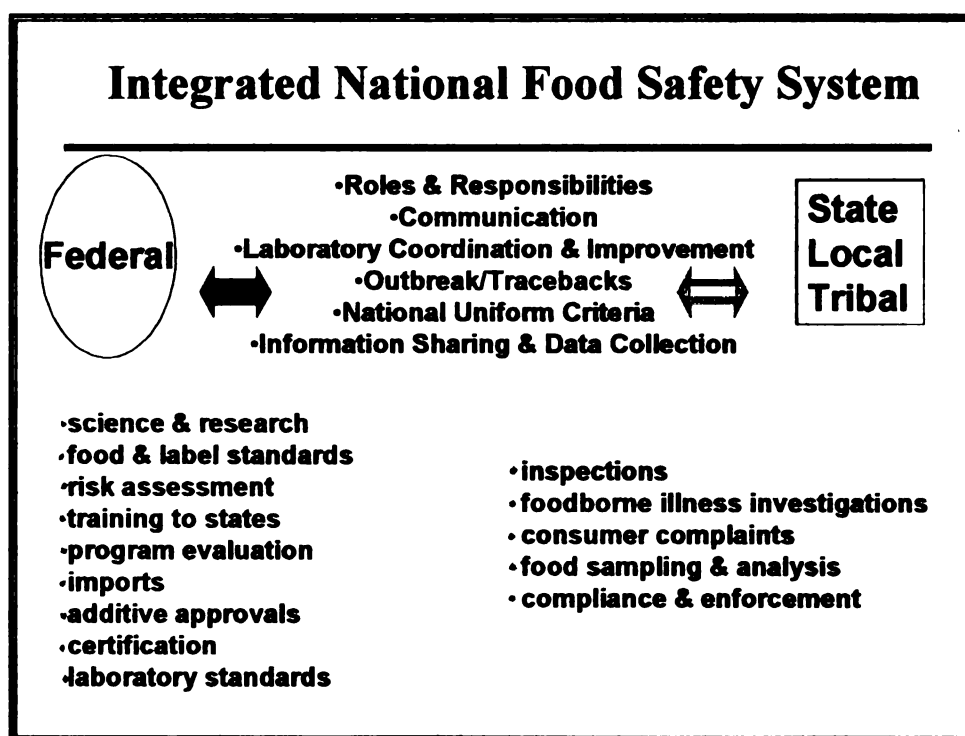 Integrated National Food Safety System
Federal
•Roles & Responsibilities
•Communication
•Laboratory Coordination & Improvement
•Outbreak/Tracebacks
•National Uniform Criteria
•Information Sharing & Data Collection
State
Local
Tribal
•science & research
•food & label standards
•risk assessment
•training to states
•program evaluation
•imports
•additive approvals
•certification
•laboratory standards
•inspections
•foodborne illness investigations
•consumer complaints
•food sampling & analysis
•compliance & enforcement